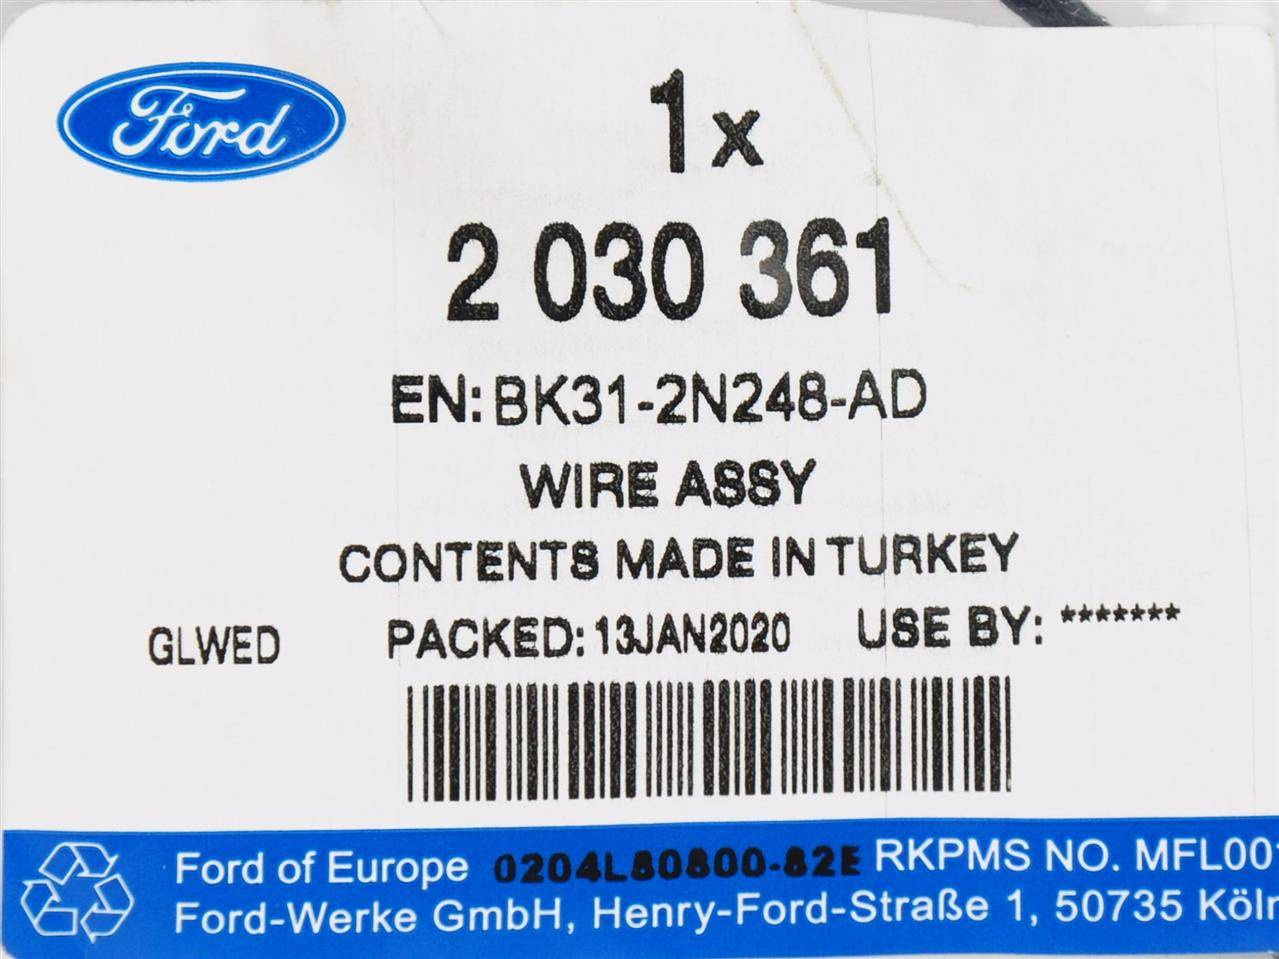 Ford
1x
2 030 361
EN: BK31-2N248-AD
WIRE ASSY
CONTENTS MADE IN TURKEY
GLWED PACKED: 13JAN2020 USE BY: *******
Ford of Europe 0204L80800-82E RKPMS NO. MFL00
Ford-Werke GmbH, Henry-Ford-Straße 1, 50735 Köln